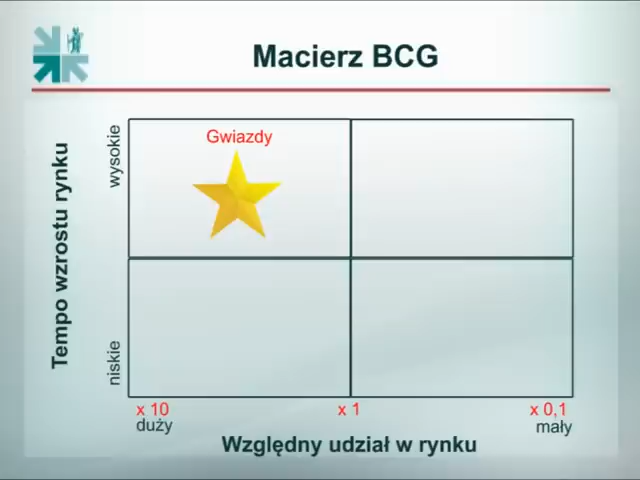 Macierz BCG
Tempo wzrostu rynku
wysokie
niskie
Gwiazdy
x 10
x 1
x 0,1
duży
mały
Względny udział w rynku